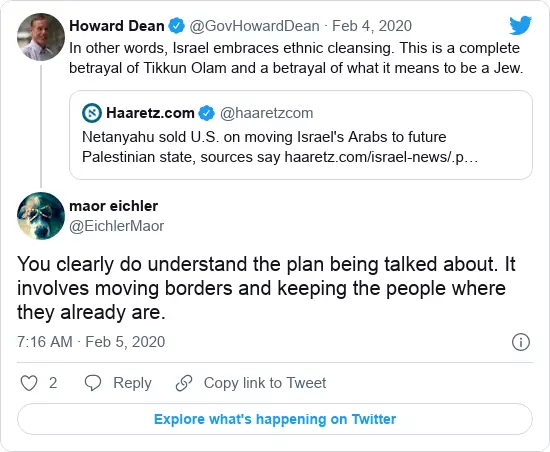 Howard Dean @GovHowardDean · Feb 4, 2020
In other words, Israel embraces ethnic cleansing. This is a complete
betrayal of Tikkun Olam and a betrayal of what it means to be a Jew.
Haaretz.com @haaretzcom
Netanyahu sold U.S. on moving Israel's Arabs to future
Palestinian state, sources say haaretz.com/israel-news/.p…
maor eichler
@EichlerMaor
You clearly do understand the plan being talked about. It
involves moving borders and keeping the people where
they already are.
7:16 AM · Feb 5, 2020
2 Reply Copy link to Tweet
Explore what's happening on Twitter